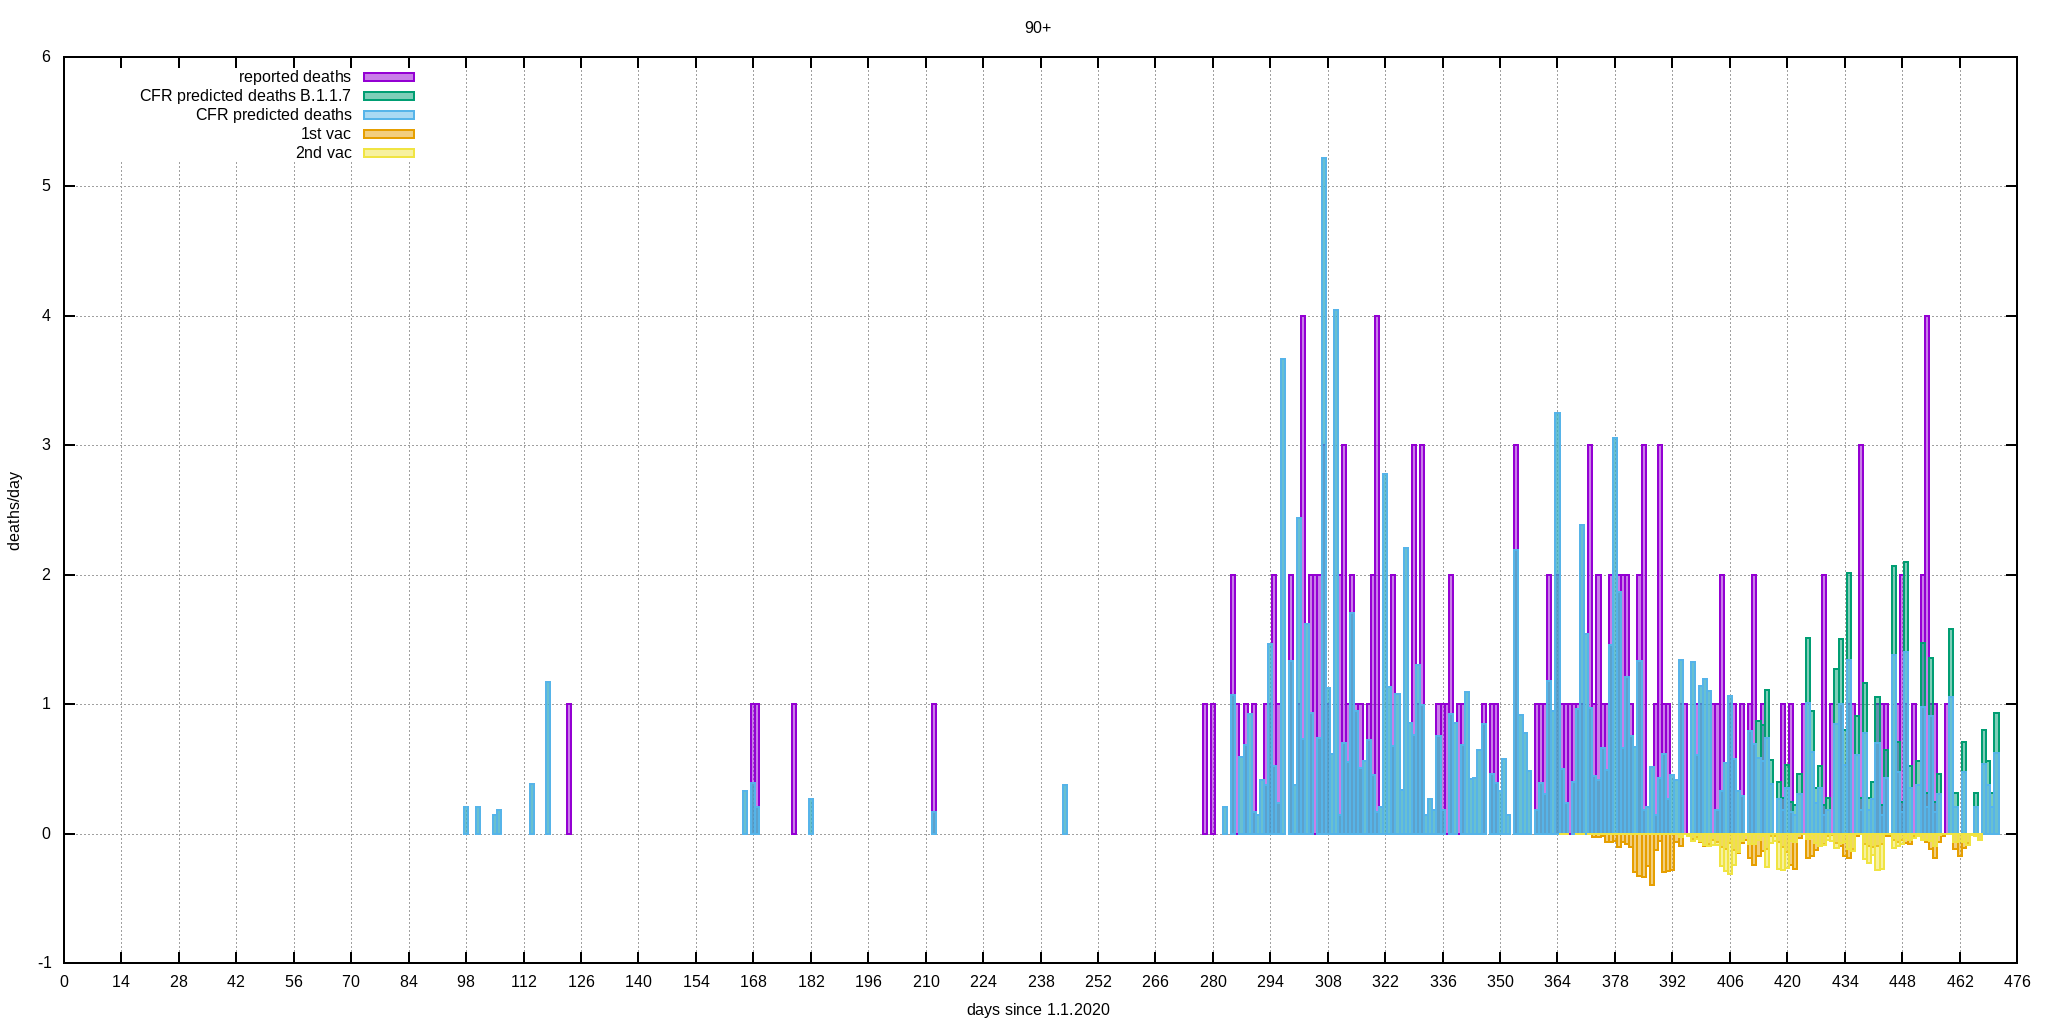 90+
reported deaths
CFR predicted deaths B.1.1.7
CFR predicted deaths
1st vac
2nd vac
6
5
4
3
2
1
0
-1
deaths/day
0 14 28 42 56 70 84 98 112 126 140 154 168 182 196 210 224 238 252 266 280 294 308 322 336 350 364 378 392 406 420 434 448 462 476
days since 1.1.2020